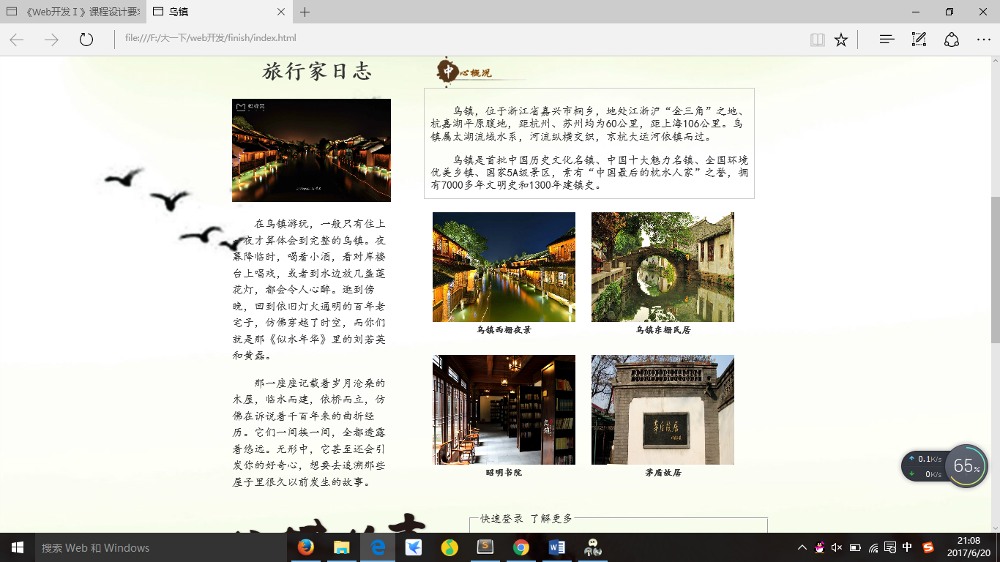 《Web开发Ⅰ》课程设计要求
乌镇
file:///F:/大一下/web开发/finish/index.html
旅行家日志
中心概况
蚂蜂窝
乌镇，位于浙江省嘉兴市桐乡，地处江浙沪“金三角”之地、
杭嘉湖平原腹地，距杭州、苏州均为60公里，距上海106公里。乌
镇属太湖流域水系，河流纵横交织，京杭大运河依镇而过。
乌镇是首批中国历史文化名镇、中国十大魅力名镇、全国环境
优美乡镇、国家5A级景区，素有“中国最后的枕水人家”之誉，拥
有7000多年文明史和1300年建镇史。
在乌镇游玩，一般只有住上
一夜才算体会到完整的乌镇。夜
幕降临时，喝着小酒，看对岸楼
台上唱戏，或者到水边放几盏莲
花灯，都会令人心醉。逛到傍
晚，回到依旧灯火通明的百年老
宅子，仿佛穿越了时空，而你们
就是那《似水年华》里的刘若英
和黄磊。
那一座座记载着岁月沧桑的
木屋，临水而建，依桥而立，仿
佛在诉说着千百年来的曲折经
历。它们一间挨一间，全都透露
着悠远。无形中，它甚至还会引
发你的好奇心，想要去追溯那些
屋子里很久以前发生的故事。
乌镇西栅夜景
乌镇东栅民居
茅盾故居
昭明书院
茅盾故居
快速登录 了解更多
0.1K/s
0K/s
65%
搜索 Web 和 Windows
中
21:08
2017/6/20